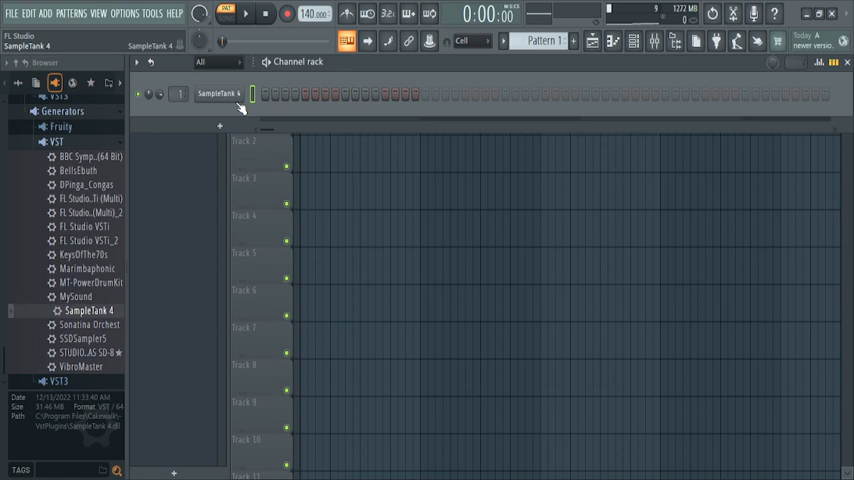 FILE EDIT ADD PATTERNS VIEW OPTIONS TOOLS HELP
PAT
SONG
140.000
3.2
0:00:00
M:S:CS
9
1272 MB
0
FL Studio
SampleTank 4
SampleTank 4
Cell
Pattern 1
Today
A newer versio..
Browser
All
Channel rack
1
SampleTank 4
VST3
Generators
Fruity
VST
BBC Symp..(64 Bit)
BellsEbuth
DPinga_Congas
FL Studio..Ti (Multi)
FL Studio..(Multi)_2
FL Studio VSTi
FL Studio VSTi_2
KeysOfThe70s
Marimbaphonic
MT-PowerDrumKit
MySound
SampleTank 4
Sonatina Orchest
SSDSampler5
STUDIO..AS SD-8
VibroMaster
VST3
Date 12/13/2022 11:33:40 AM
Size 31.46 MB Format VST / 64
Path C:\Program Files\Cakewalk\-
VstPlugins\SampleTank 4.dll
TAGS
Track 2
Track 3
Track 4
Track 5
Track 6
Track 7
Track 8
Track 9
Track 10
Track 11